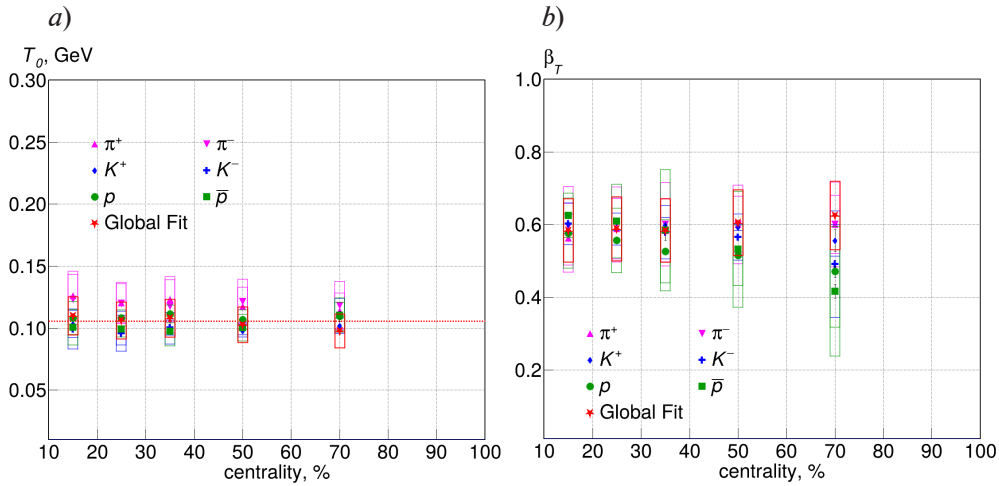 a)
T0, GeV
0.30
0.25
0.20
0.15
0.10
0.05
π+ π−
K+ K−
p p̅
Global Fit
10 20 30 40 50 60 70 80 90 100
centrality, %
b)
βT
1.0
0.8
0.6
0.4
0.2
π+ π−
K+ K−
p p̅
Global Fit
10 20 30 40 50 60 70 80 90 100
centrality, %